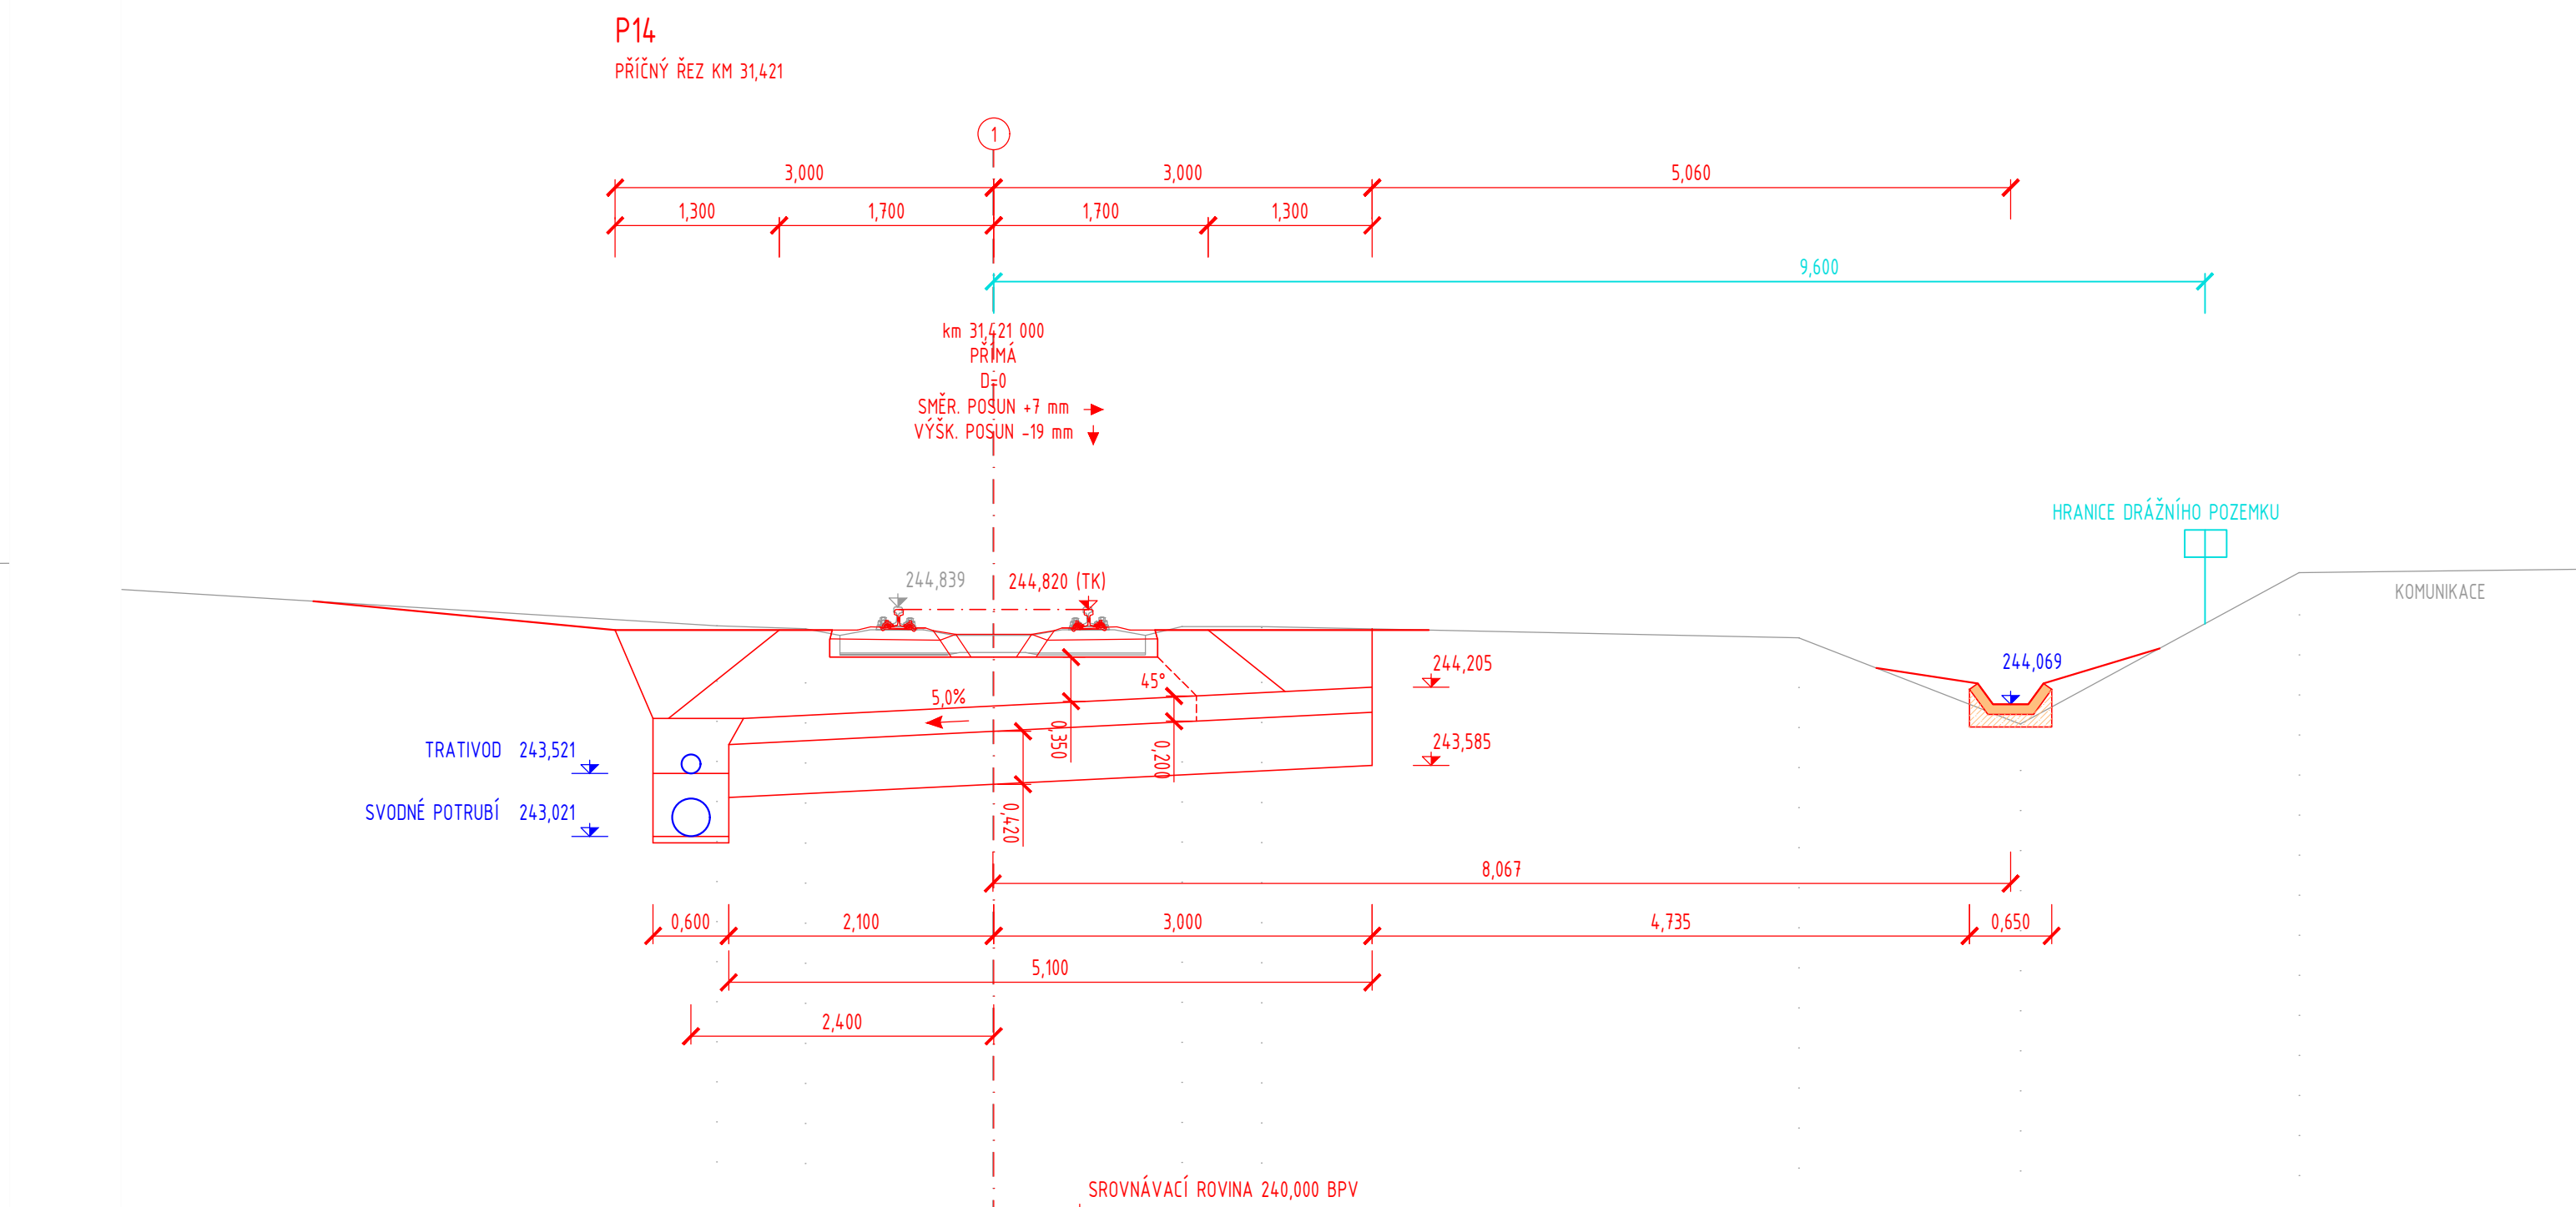 P14
PŘÍČNÝ ŘEZ KM 31,421
1
3,000 3,000 5,060
1,300 1,700 1,700 1,300
9,600
km 31,421 000
PŘÍMÁ
D=0
SMĚR. POSUN +7 mm
VÝŠK. POSUN -19 mm
HRANICE DRÁŽNÍHO POZEMKU
244,839 244,820 (TK)
KOMUNIKACE
244,205
244,069
45°
5,0%
0,350
0,200
243,585
TRATIVOD 243,521
SVODNÉ POTRUBÍ 243,021
0,420
8,067
0,600 2,100 3,000 4,735 0,650
5,100
2,400
SROVNÁVACÍ ROVINA 240,000 BPV